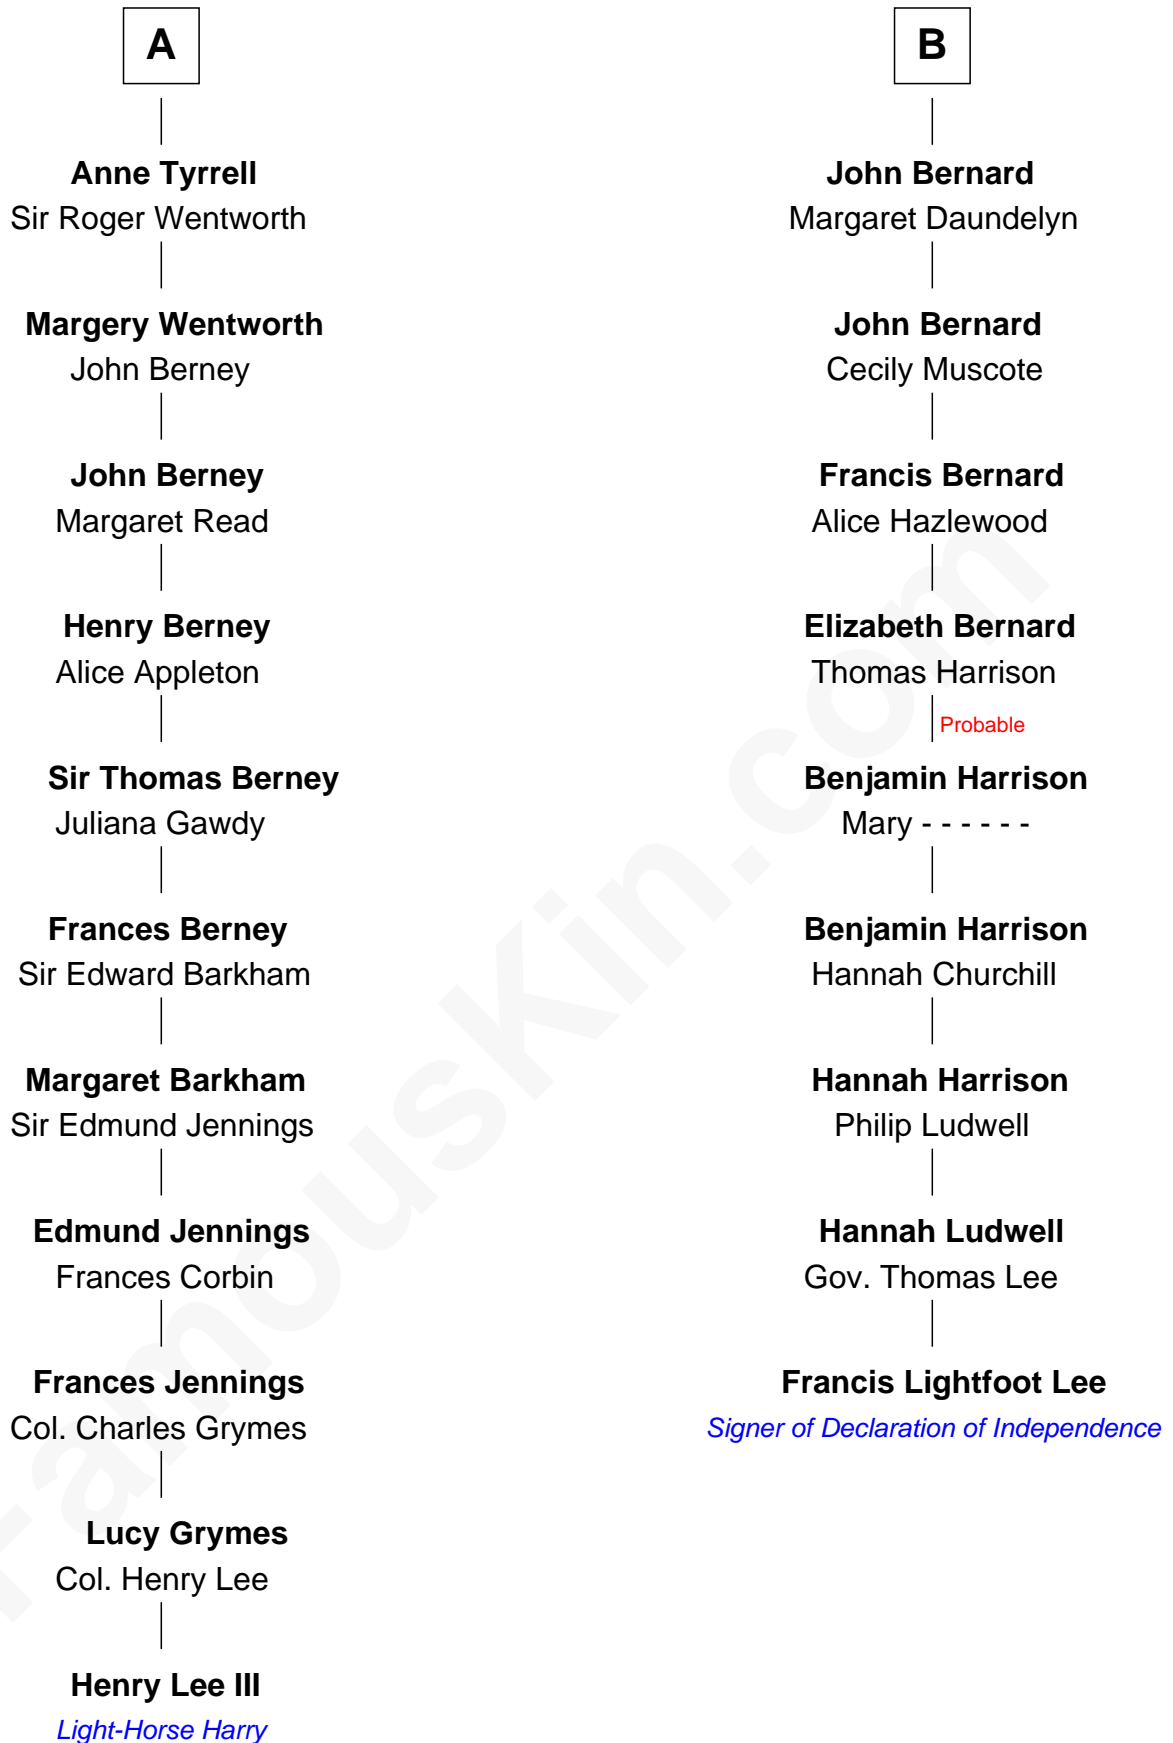 A
Anne Tyrrell
Sir Roger Wentworth
Margery Wentworth
John Berney
John Berney
Margaret Read
Henry Berney
Alice Appleton
Sir Thomas Berney
Juliana Gawdy
Frances Berney
Sir Edward Barkham
Margaret Barkham
Sir Edmund Jennings
Edmund Jennings
Frances Corbin
Frances Jennings
Col. Charles Grymes
Lucy Grymes
Col. Henry Lee
Henry Lee III
Light-Horse Harry
B
John Bernard
Margaret Daundelyn
John Bernard
Cecily Muscote
Francis Bernard
Alice Hazlewood
Elizabeth Bernard
Thomas Harrison
Probable
Benjamin Harrison
Mary - - - - - -
Benjamin Harrison
Hannah Churchill
Hannah Harrison
Philip Ludwell
Hannah Ludwell
Gov. Thomas Lee
Francis Lightfoot Lee
Signer of Declaration of Independence
FamousKin.com